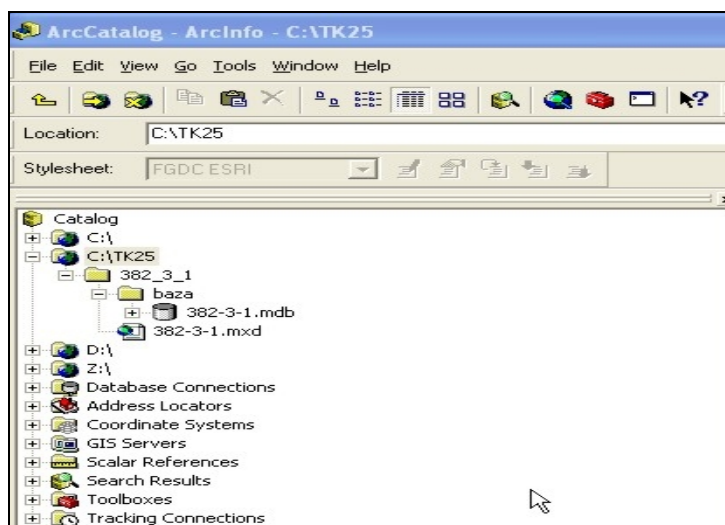 ArcCatalog - ArcInfo - C:\TK25
File Edit View Go Tools Window Help
Location: C:\TK25
Stylesheet: FGDC ESRI
Catalog
C:\
C:\TK25
382_3_1
baza
382-3-1.mdb
382-3-1.mxd
D:\
Z:\
Database Connections
Address Locators
Coordinate Systems
GIS Servers
Scalar References
Search Results
Toolboxes
Tracking Connections